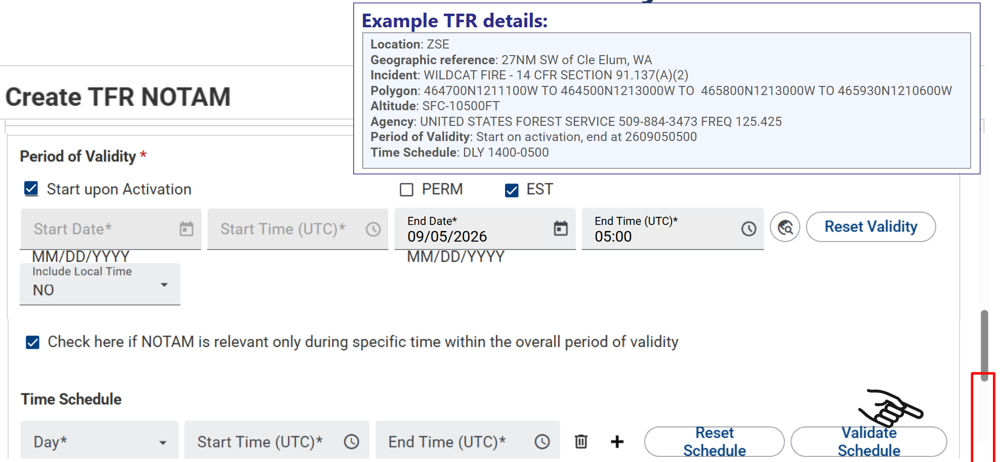 Example TFR details:
Location: ZSE
Geographic reference: 27NM SW of Cle Elum, WA
Incident: WILDCAT FIRE - 14 CFR SECTION 91.137(A)(2)
Polygon: 464700N1211100W TO 464500N1213000W TO 465800N1213000W TO 465930N1210600W
Altitude: SFC-10500FT
Agency: UNITED STATES FOREST SERVICE 509-884-3473 FREQ 125.425
Period of Validity: Start on activation, end at 2609050500
Time Schedule: DLY 1400-0500
Create TFR NOTAM
Period of Validity *
Start upon Activation
PERM
EST
Start Date*
Start Time (UTC)*
End Date*
09/05/2026
End Time (UTC)*
05:00
Reset Validity
MM/DD/YYYY
MM/DD/YYYY
Include Local Time
NO
Check here if NOTAM is relevant only during specific time within the overall period of validity
Time Schedule
Day*
Start Time (UTC)*
End Time (UTC)*
Reset
Schedule
Validate
Schedule